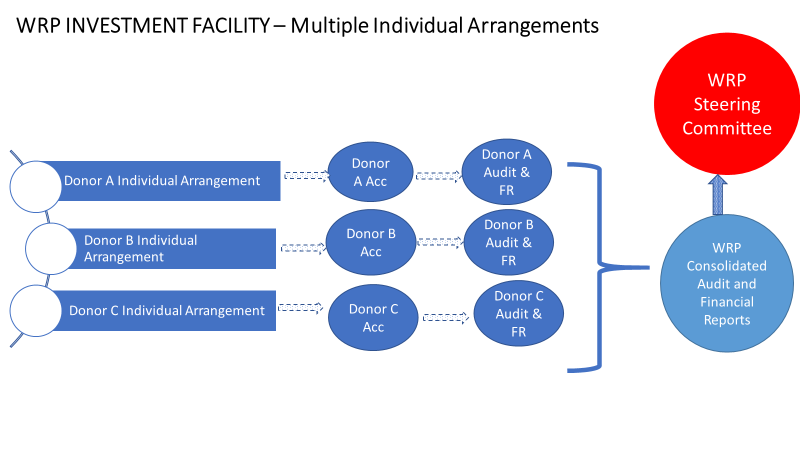 WRP INVESTMENT FACILITY – Multiple Individual Arrangements
WRP
Steering
Committee
Donor A Individual Arrangement
Donor
A Acc
Donor A
Audit &
FR
Donor B Individual
Arrangement
Donor B
Acc
Donor B
Audit &
FR
Donor C Individual Arrangement
Donor C
Acc
Donor C
Audit &
FR
WRP
Consolidated
Audit and
Financial
Reports